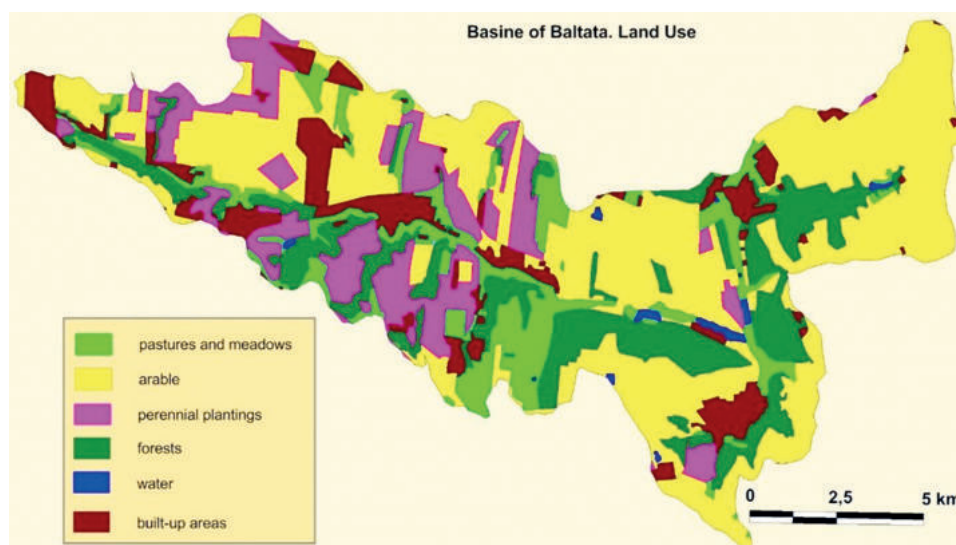 Basine of Baltata. Land Use
pastures and meadows
arable
perennial plantings
forests
water
built-up areas
0 2,5 5 km